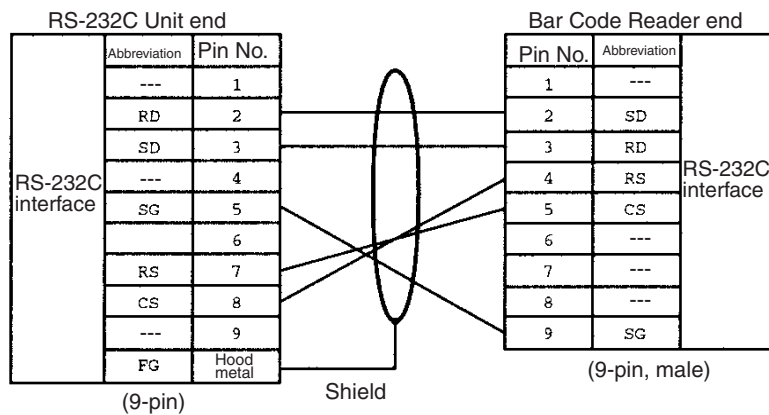 RS-232C Unit end
Bar Code Reader end
Abbreviation Pin No.
--- 1
RD 2
SD 3
--- 4
SG 5
6
RS 7
CS 8
--- 9
FG Hood metal
RS-232C
interface
(9-pin)
Shield
Pin No. Abbreviation
1 ---
2 SD
3 RD
4 RS
5 CS
6 ---
7 ---
8 ---
9 SG
RS-232C
interface
(9-pin, male)